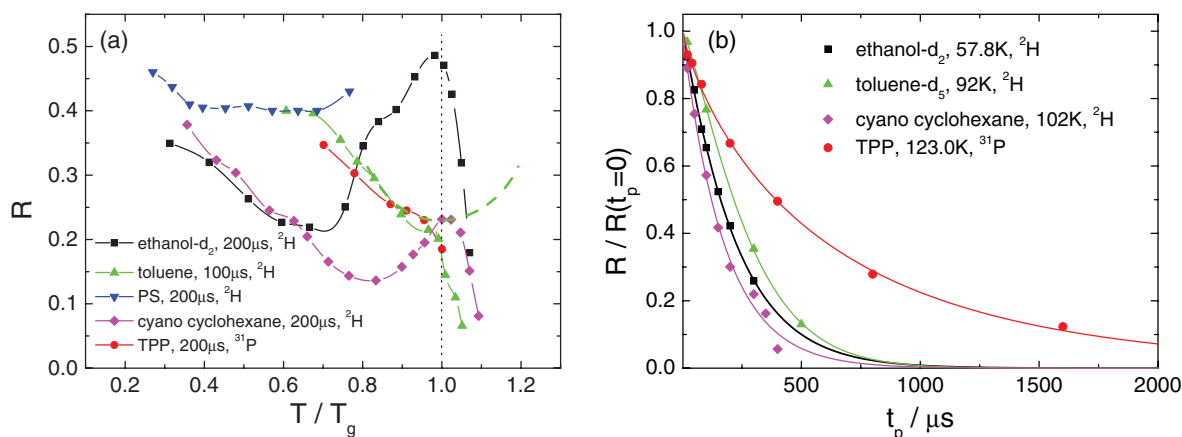 (a)
0.5
0.4
0.3
0.2
0.1
0.0
R
ethanol-d₂, 200μs, ²H
toluene, 100μs, ²H
PS, 200μs, ²H
cyano cyclohexane, 200μs, ²H
TPP, 200μs, ³¹P
0.2 0.4 0.6 0.8 1.0 1.2
T / Tg
(b)
1.0
0.8
0.6
0.4
0.2
0.0
R / R(tₚ=0)
ethanol-d₂, 57.8K, ²H
toluene-d₅, 92K, ²H
cyano cyclohexane, 102K, ²H
TPP, 123.0K, ³¹P
500 1000 1500 2000
tₚ / μs